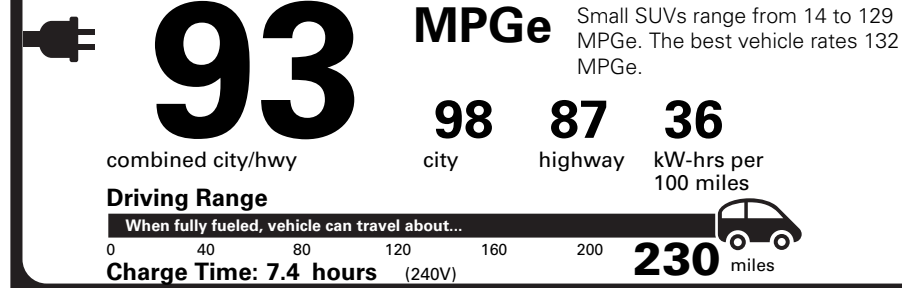 93
MPGe
Small SUVs range from 14 to 129
MPGe. The best vehicle rates 132
MPGe.
98 87 36
combined city/hwy city highway kW-hrs per
100 miles
Driving Range
When fully fueled, vehicle can travel about...
0 40 80 120 160 200 230 miles
Charge Time: 7.4 hours (240V)